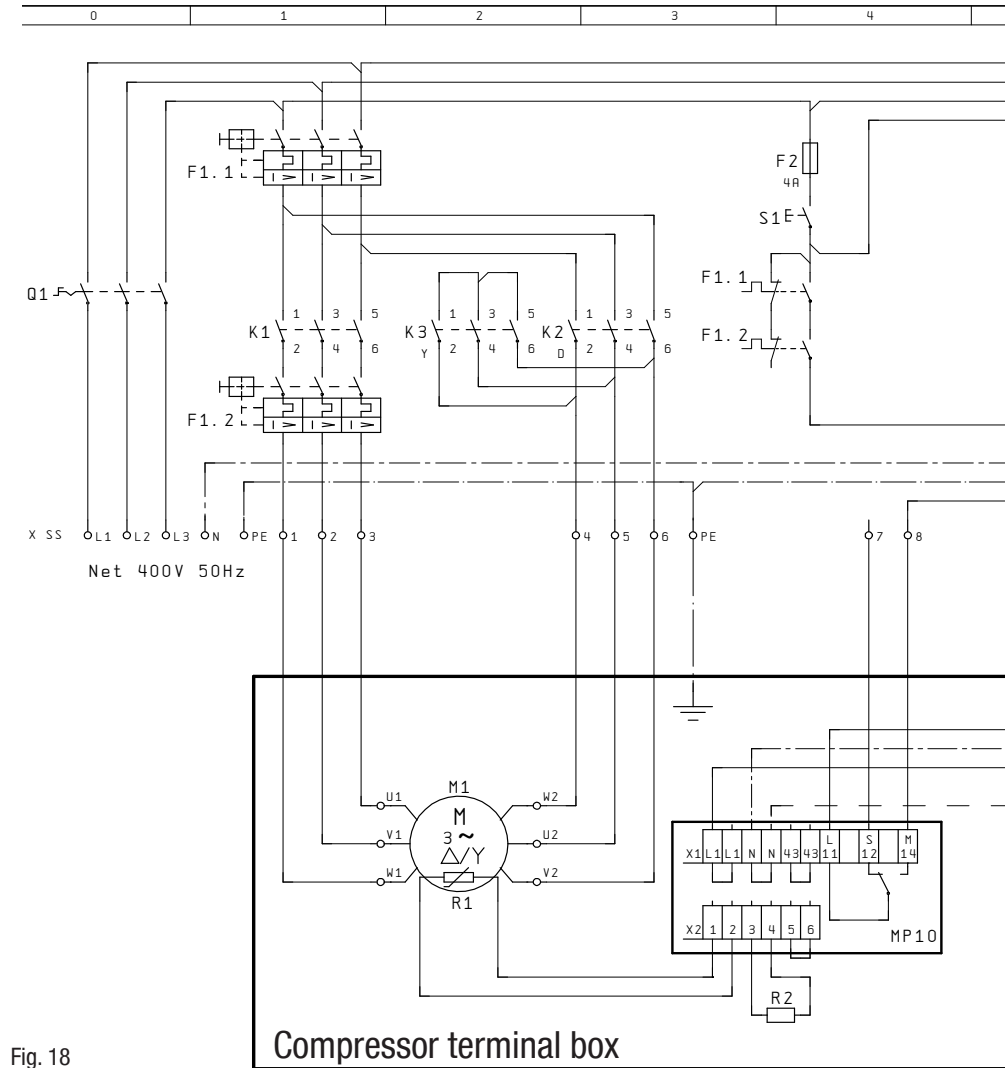 0 1 2 3 4
F1.1
I > I > I >
F2
4A
S1E
Q1
F1.1
1 3 5 1 3 5 1 3 5
K1 K3 K2
F1.2
2 4 6 Y 2 4 6 D 2 4 6
F1.2
I > I > I >
X SS L1 L2 L3 N PE 1 2 3 4 5 6 PE 7 8
Net 400V 50Hz
M1
U1 W2
M
V1 3 ~ U2
△/Y
W1 V2
R1
L S M
X1 L1 L1 N N 43 43 11 12 14
X2 1 2 3 4 5 6
MP10
R2
Compressor terminal box
Fig. 18